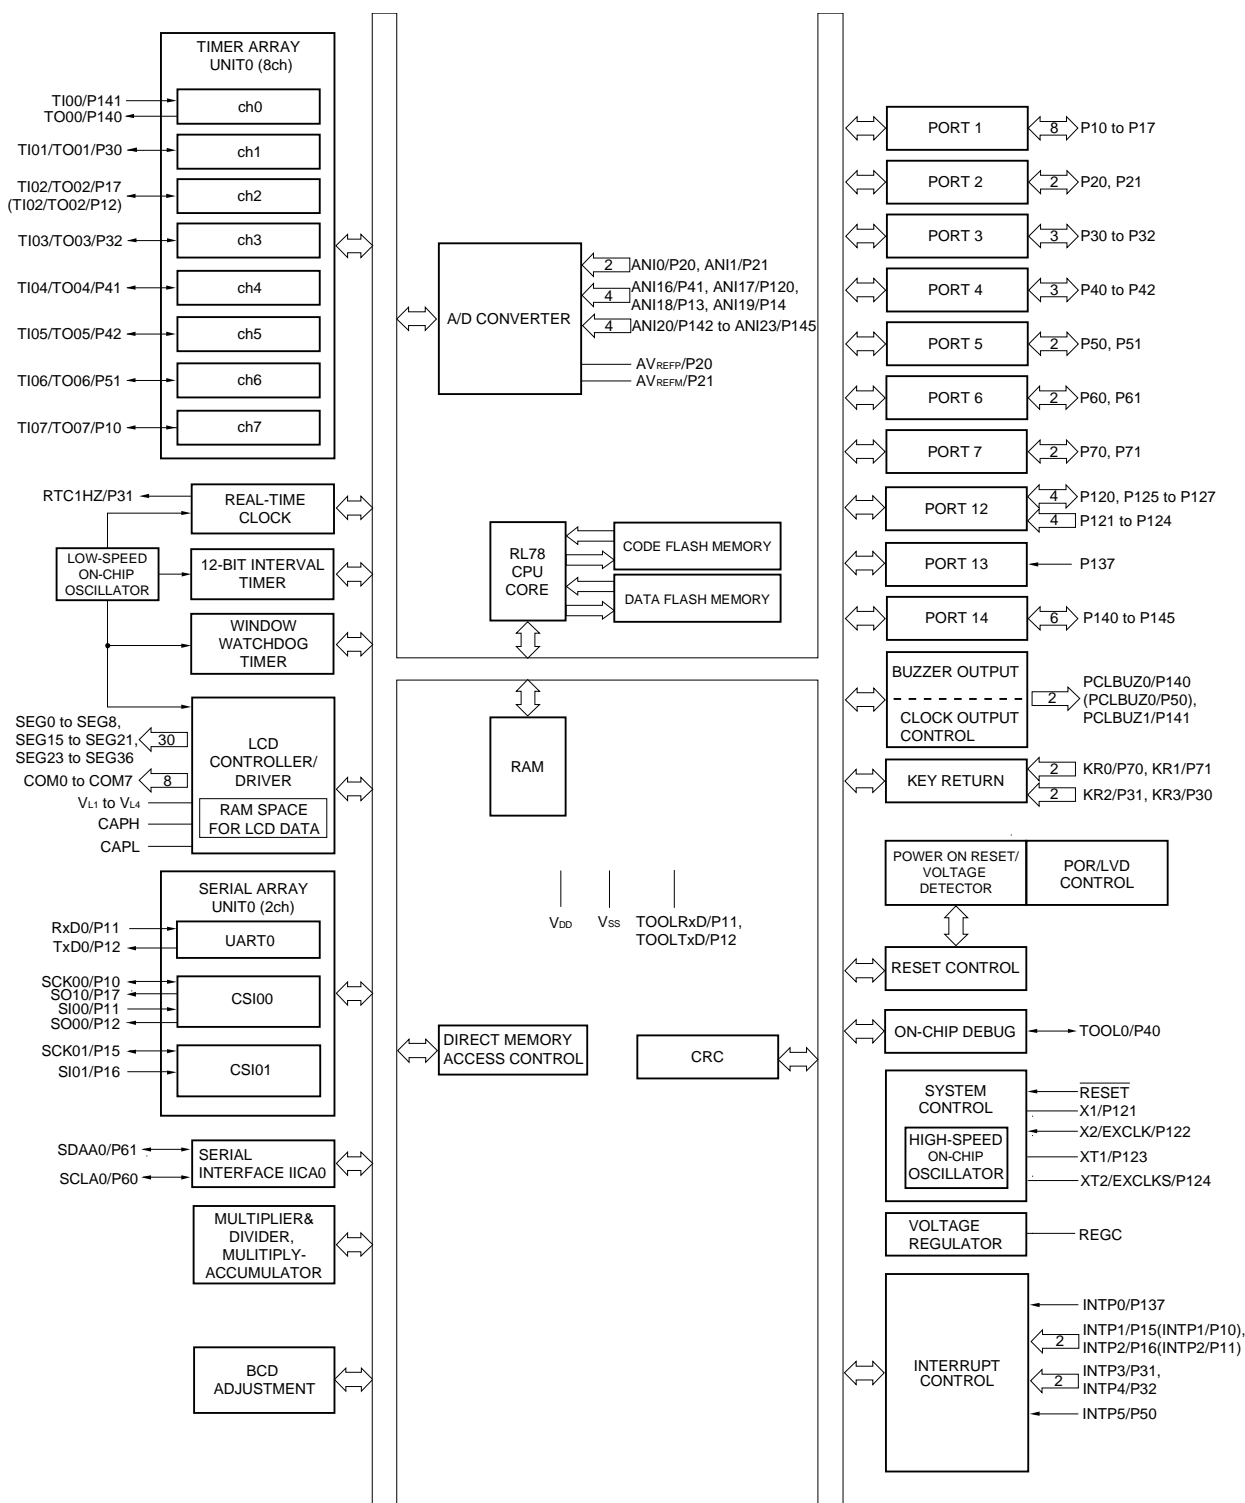 TIMER ARRAY
UNIT0 (8ch)
TI00/P141
TO00/P140
ch0
TI01/TO01/P30
ch1
TI02/TO02/P17
(TI02/TO02/P12)
ch2
TI03/TO03/P32
ch3
TI04/TO04/P41
ch4
TI05/TO05/P42
ch5
TI06/TO06/P51
ch6
TI07/TO07/P10
ch7
RTC1HZ/P31
REAL-TIME
CLOCK
LOW-SPEED
ON-CHIP
OSCILLATOR
12-BIT INTERVAL
TIMER
WINDOW
WATCHDOG
TIMER
SEG0 to SEG8,
SEG15 to SEG21,
SEG23 to SEG36
30
COM0 to COM7
8
VL1 to VL4
CAPH
CAPL
LCD
CONTROLLER/
DRIVER
RAM SPACE
FOR LCD DATA
SERIAL ARRAY
UNIT0 (2ch)
RxD0/P11
TxD0/P12
UART0
SCK00/P10
SO10/P17
SI00/P11
SO00/P12
CSI00
SCK01/P15
SI01/P16
CSI01
SDAA0/P61
SCLA0/P60
SERIAL
INTERFACE IICA0
MULTIPLIER&
DIVIDER,
MULITIPLY-
ACCUMULATOR
BCD
ADJUSTMENT
A/D CONVERTER
2
ANI0/P20, ANI1/P21
4
ANI16/P41, ANI17/P120,
ANI18/P13, ANI19/P14
4
ANI20/P142 to ANI23/P145
AVREFP/P20
AVREFM/P21
RL78
CPU
CORE
CODE FLASH MEMORY
DATA FLASH MEMORY
RAM
VDD
VSS
TOOLRxD/P11,
TOOLTxD/P12
DIRECT MEMORY
ACCESS CONTROL
CRC
PORT 1
8
P10 to P17
PORT 2
2
P20, P21
PORT 3
3
P30 to P32
PORT 4
3
P40 to P42
PORT 5
2
P50, P51
PORT 6
2
P60, P61
PORT 7
2
P70, P71
PORT 12
4
P120, P125 to P127
4
P121 to P124
PORT 13
P137
PORT 14
6
P140 to P145
BUZZER OUTPUT
CLOCK OUTPUT
CONTROL
2
PCLBUZ0/P140
(PCLBUZ0/P50),
PCLBUZ1/P141
KEY RETURN
2
KR0/P70, KR1/P71
2
KR2/P31, KR3/P30
POWER ON RESET/
VOLTAGE
DETECTOR
POR/LVD
CONTROL
RESET CONTROL
ON-CHIP DEBUG
TOOL0/P40
SYSTEM
CONTROL
HIGH-SPEED
ON-CHIP
OSCILLATOR
RESET
X1/P121
X2/EXCLK/P122
XT1/P123
XT2/EXCLKS/P124
VOLTAGE
REGULATOR
REGC
INTERRUPT
CONTROL
INTP0/P137
2
INTP1/P15(INTP1/P10),
INTP2/P16(INTP2/P11)
2
INTP3/P31,
INTP4/P32
INTP5/P50